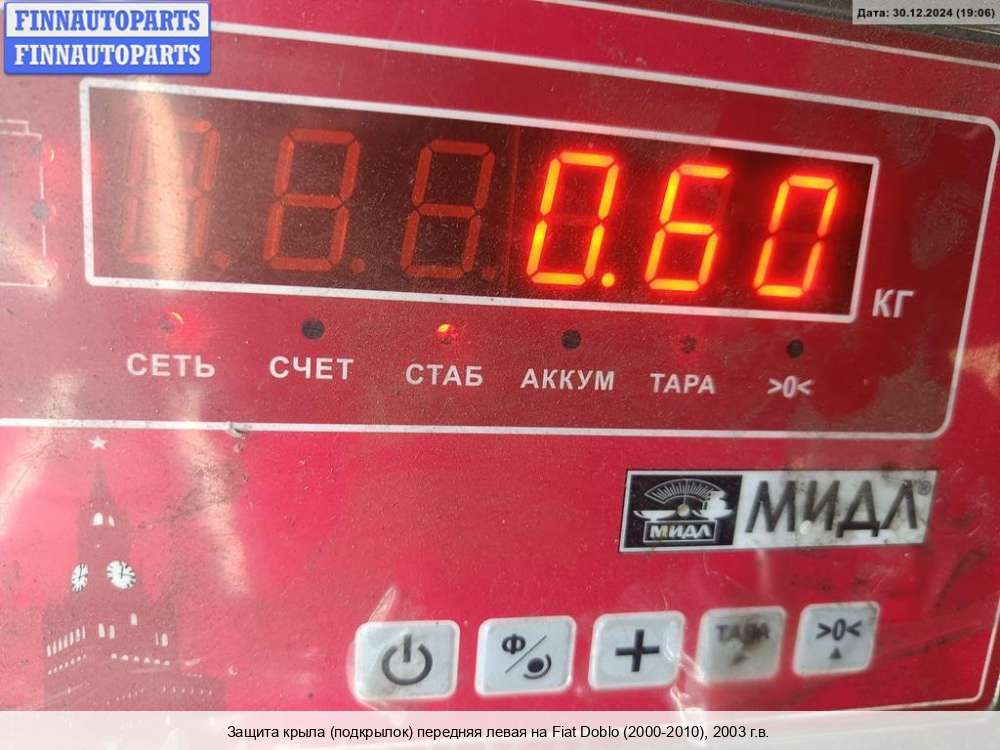 FINNAUTOPARTS
FINNAUTOPARTS
Дата: 30.12.2024 (19:06)
0.60
КГ
СЕТЬ СЧЕТ СТАБ АККУМ ТАРА >0<
МИДЛ МИДЛ®
Ф
+
ТАРА
>0<
Защита крыла (подкрылок) передняя левая на Fiat Doblo (2000-2010), 2003 г.в.